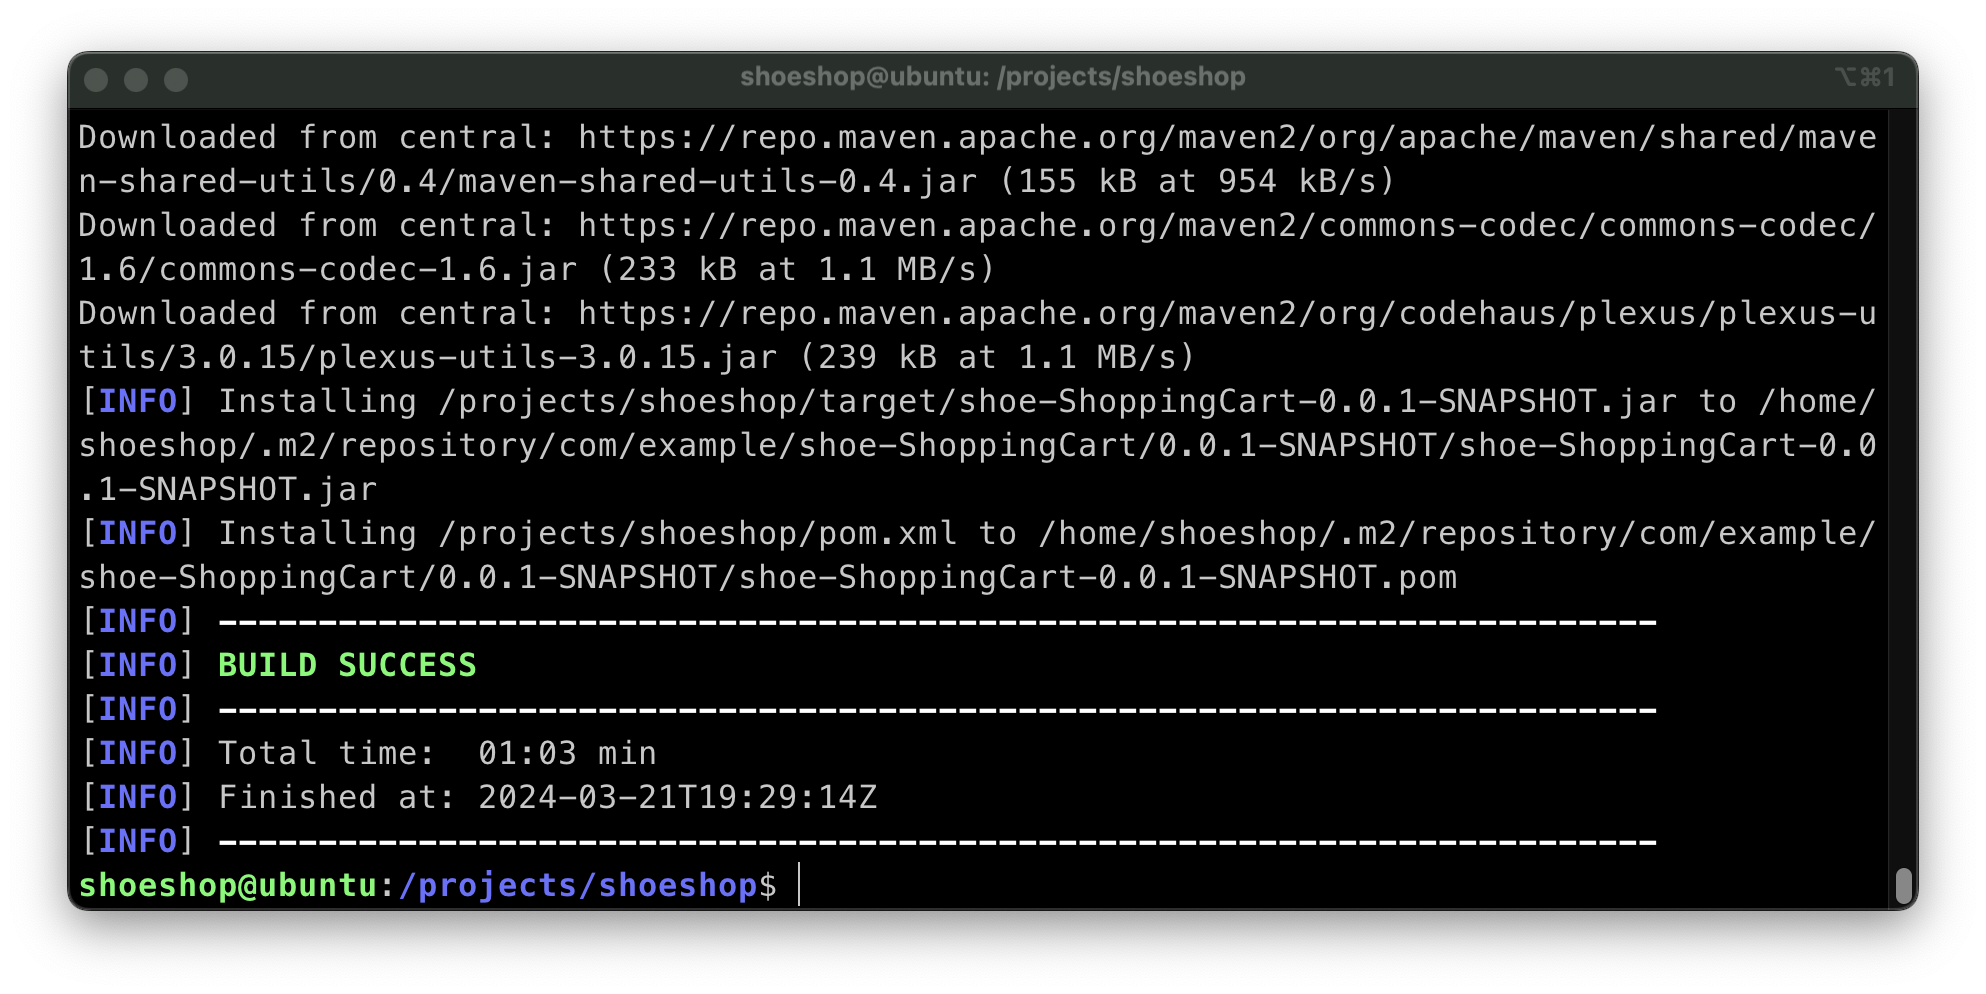 shoeshop@ubuntu: /projects/shoeshop
⌥⌘1
Downloaded from central: https://repo.maven.apache.org/maven2/org/apache/maven/shared/mave
n-shared-utils/0.4/maven-shared-utils-0.4.jar (155 kB at 954 kB/s)
Downloaded from central: https://repo.maven.apache.org/maven2/commons-codec/commons-codec/
1.6/commons-codec-1.6.jar (233 kB at 1.1 MB/s)
Downloaded from central: https://repo.maven.apache.org/maven2/org/codehaus/plexus/plexus-u
tils/3.0.15/plexus-utils-3.0.15.jar (239 kB at 1.1 MB/s)
[INFO] Installing /projects/shoeshop/target/shoe-ShoppingCart-0.0.1-SNAPSHOT.jar to /home/
shoeshop/.m2/repository/com/example/shoe-ShoppingCart/0.0.1-SNAPSHOT/shoe-ShoppingCart-0.0
.1-SNAPSHOT.jar
[INFO] Installing /projects/shoeshop/pom.xml to /home/shoeshop/.m2/repository/com/example/
shoe-ShoppingCart/0.0.1-SNAPSHOT/shoe-ShoppingCart-0.0.1-SNAPSHOT.pom
[INFO] ------------------------------------------------------------------------
[INFO] BUILD SUCCESS
[INFO] ------------------------------------------------------------------------
[INFO] Total time:  01:03 min
[INFO] Finished at: 2024-03-21T19:29:14Z
[INFO] ------------------------------------------------------------------------
shoeshop@ubuntu:/projects/shoeshop$